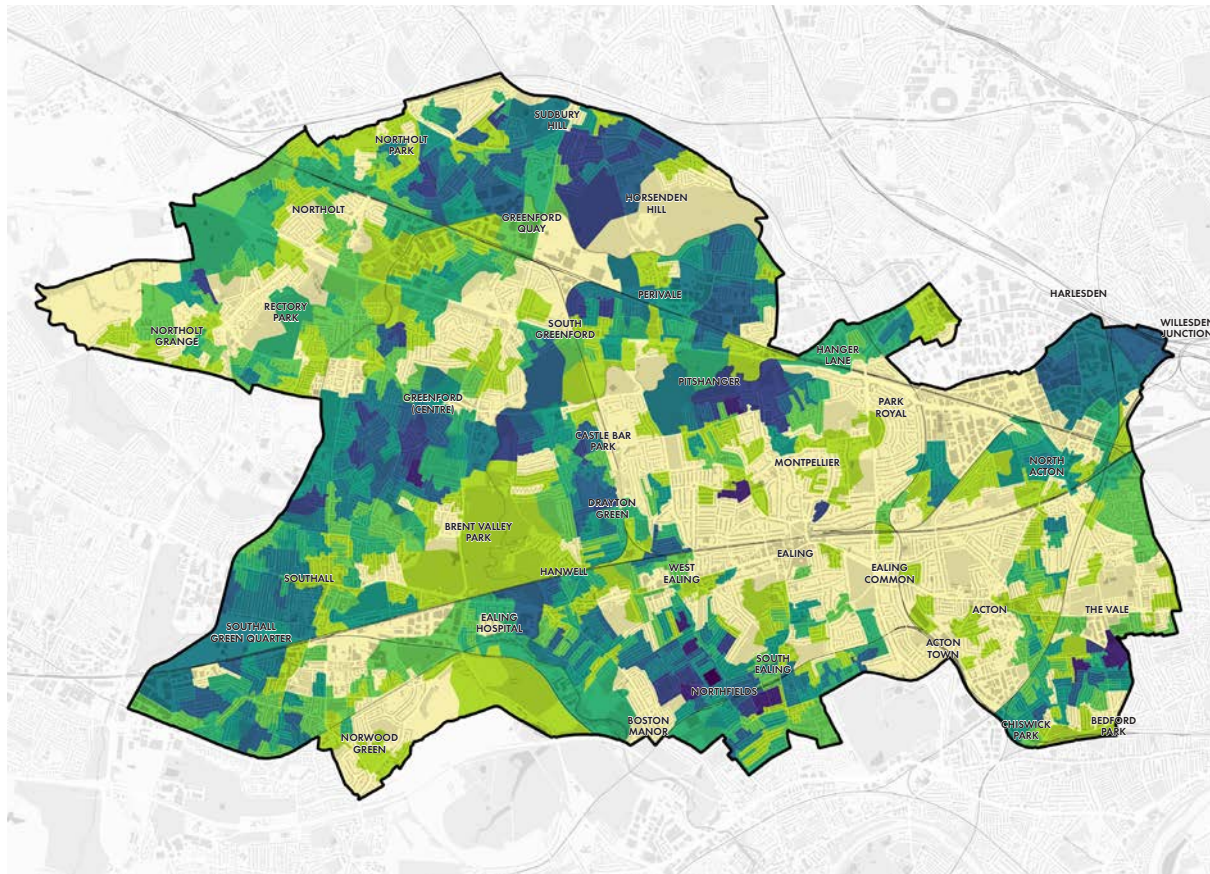 SUDBURY
HILL
NORTHOLT
PARK
HORSENDEN
HILL
NORTHOLT
GREENFORD
QUAY
HARLESDEN
PERIVALE
RECTORY
PARK
WILLESDEN
JUNCTION
NORTHOLT
GRANGE
SOUTH
GREENFORD
HANGER
LANE
PITSHANGER
GREENFORD
(CENTRE)
PARK
ROYAL
CASTLE BAR
PARK
MONTPELLIER
NORTH
ACTON
DRAYTON
GREEN
BRENT VALLEY
PARK
EALING
HANWELL
WEST
EALING
EALING
COMMON
SOUTHALL
ACTON
THE VALE
EALING
HOSPITAL
SOUTHALL
GREEN QUARTER
ACTON
TOWN
SOUTH
EALING
NORTHFIELDS
BOSTON
MANOR
CHISWICK
PARK
BEDFORD
PARK
NORWOOD
GREEN